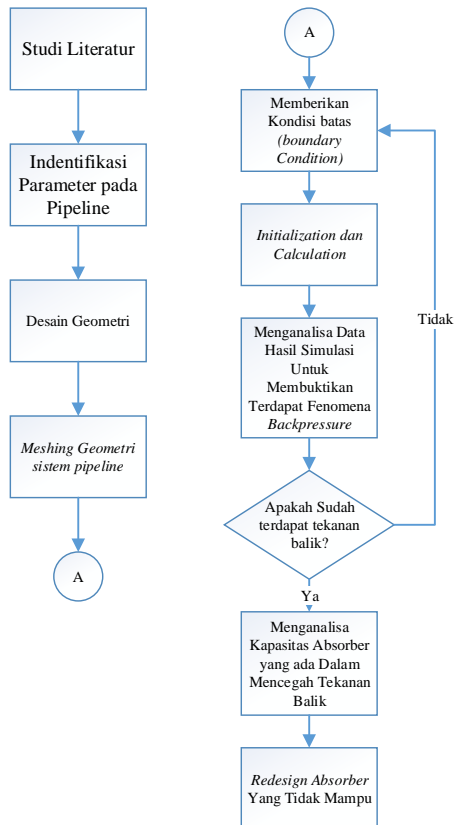 Studi Literatur
Indentifikasi
Parameter pada
Pipeline
Desain Geometri
Meshing Geometri
sistem pipeline
A
A
Memberikan
Kondisi batas
(boundary
Condition)
Initialization dan
Calculation
Menganalisa Data
Hasil Simulasi
Untuk
Membuktikan
Terdapat Fenomena
Backpressure
Apakah Sudah
terdapat tekanan
balik?
Tidak
Ya
Menganalisa
Kapasitas Absorber
yang ada Dalam
Mencegah Tekanan
Balik
Redesign Absorber
Yang Tidak Mampu